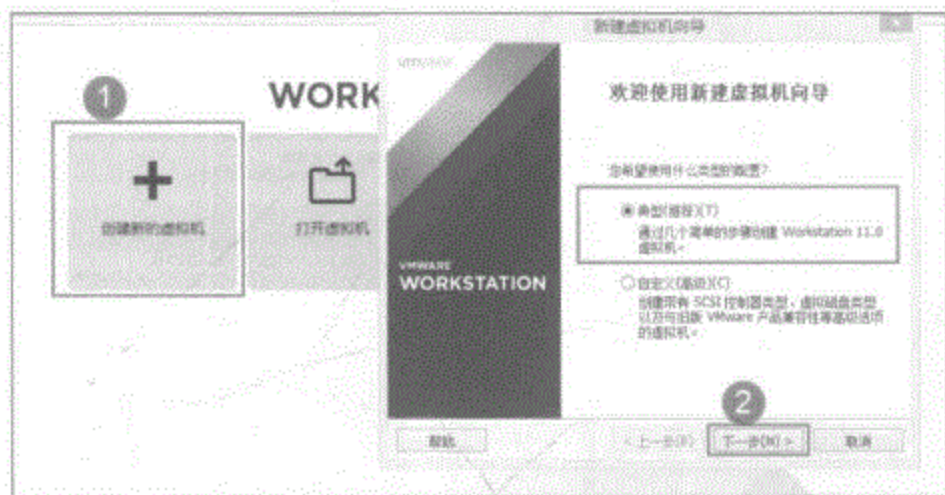 新建虚拟机向导
vmware
1
WORK
欢迎使用新建虚拟机向导
您希望使用什么类型的配置?
创建新的虚拟机
打开虚拟机
典型(推荐)(T)
通过几个简单的步骤创建 Workstation 11.0
虚拟机。
VMWARE
WORKSTATION
自定义(高级)(C)
创建带有 SCSI 控制器类型、虚拟磁盘类型
以及与旧版 VMware 产品兼容性等高级选项
的虚拟机。
2
帮助
< 上一步(B)
下一步(N) >
取消